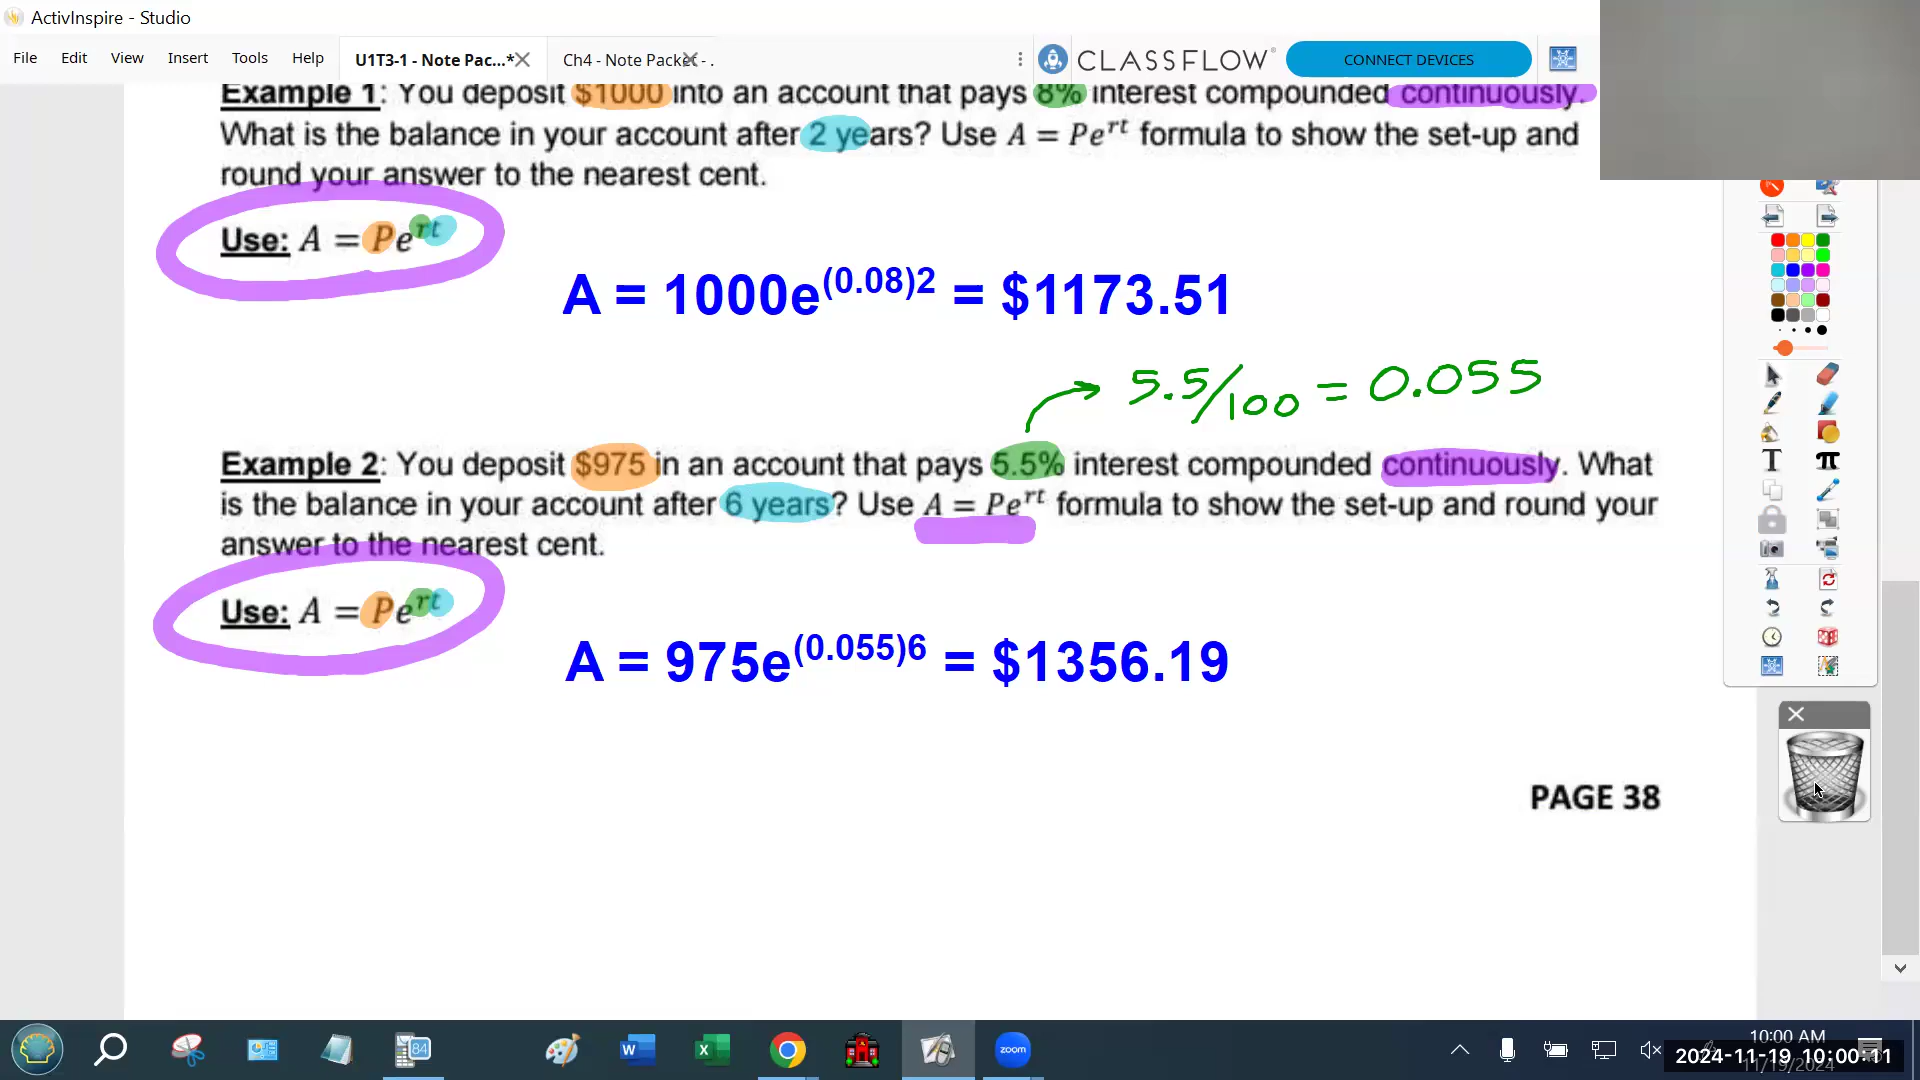 ActivInspire - Studio
File Edit View Insert Tools Help
U1T3-1 - Note Pac...*
Ch4 - Note Packet - .
CLASSFLOW
CONNECT DEVICES
Example 1: You deposit $1000 into an account that pays 8% interest compounded continuously.
What is the balance in your account after 2 years? Use A = Pe^{rt} formula to show the set-up and
round your answer to the nearest cent.
Use: A = Pe^{rt}
A = 1000e^{(0.08)2} = $1173.51
5.5/100 = 0.055
Example 2: You deposit $975 in an account that pays 5.5% interest compounded continuously. What
is the balance in your account after 6 years? Use A = Pe^{rt} formula to show the set-up and round your
answer to the nearest cent.
Use: A = Pe^{rt}
A = 975e^{(0.055)6} = $1356.19
PAGE 38
T π
84
W
X
zoom
10:00 AM
2024-11-19 10:00:11
11/19/2024